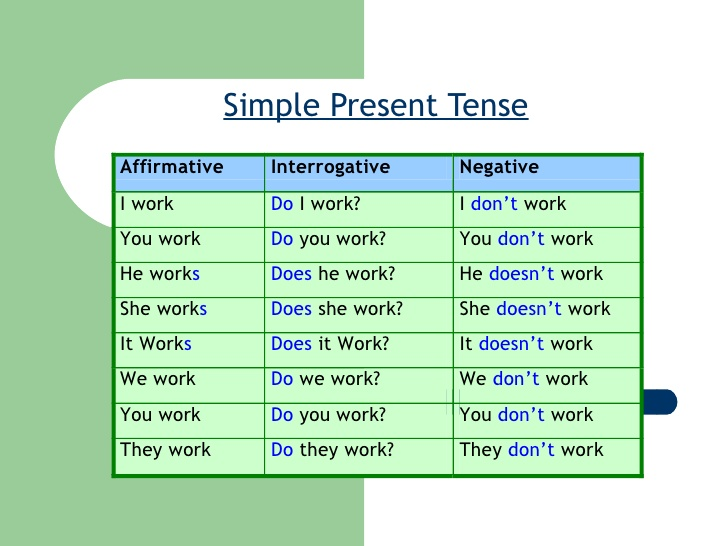 Simple Present Tense
Affirmative Interrogative Negative
I work Do I work? I don’t work
You work Do you work? You don’t work
He works Does he work? He doesn’t work
She works Does she work? She doesn’t work
It Works Does it Work? It doesn’t work
We work Do we work? We don’t work
You work Do you work? You don’t work
They work Do they work? They don’t work